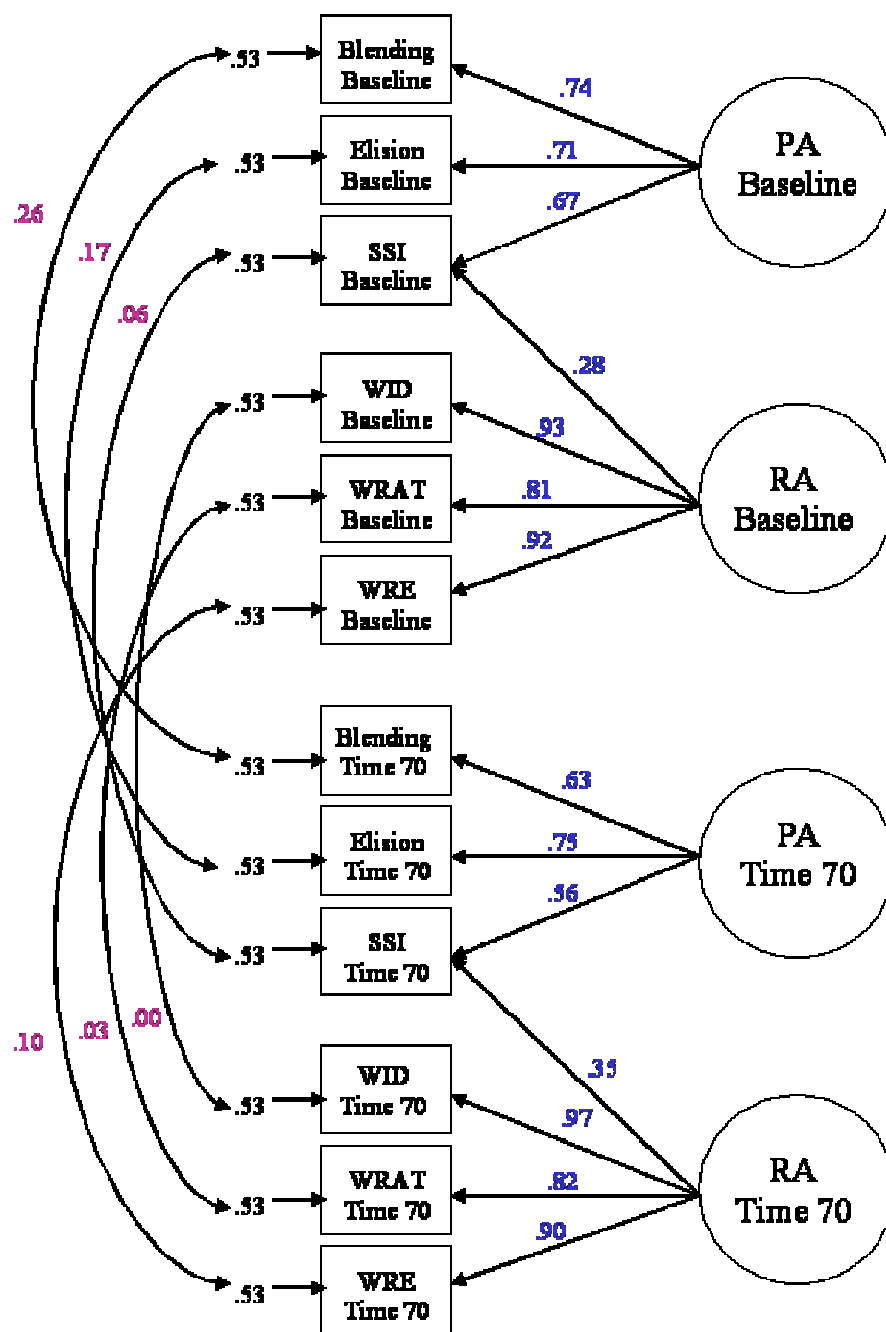 .53
Blending
Baseline
.74
PA
Baseline
.53
Elision
Baseline
.71
.26
.17
.06
.53
SSI
Baseline
.67
.28
.53
WID
Baseline
.93
RA
Baseline
.53
WRAT
Baseline
.81
.53
WRE
Baseline
.92
.53
Blending
Time 70
.63
PA
Time 70
.53
Elision
Time 70
.75
.53
SSI
Time 70
.56
.10
.03
.00
.35
.53
WID
Time 70
.97
RA
Time 70
.53
WRAT
Time 70
.82
.53
WRE
Time 70
.90